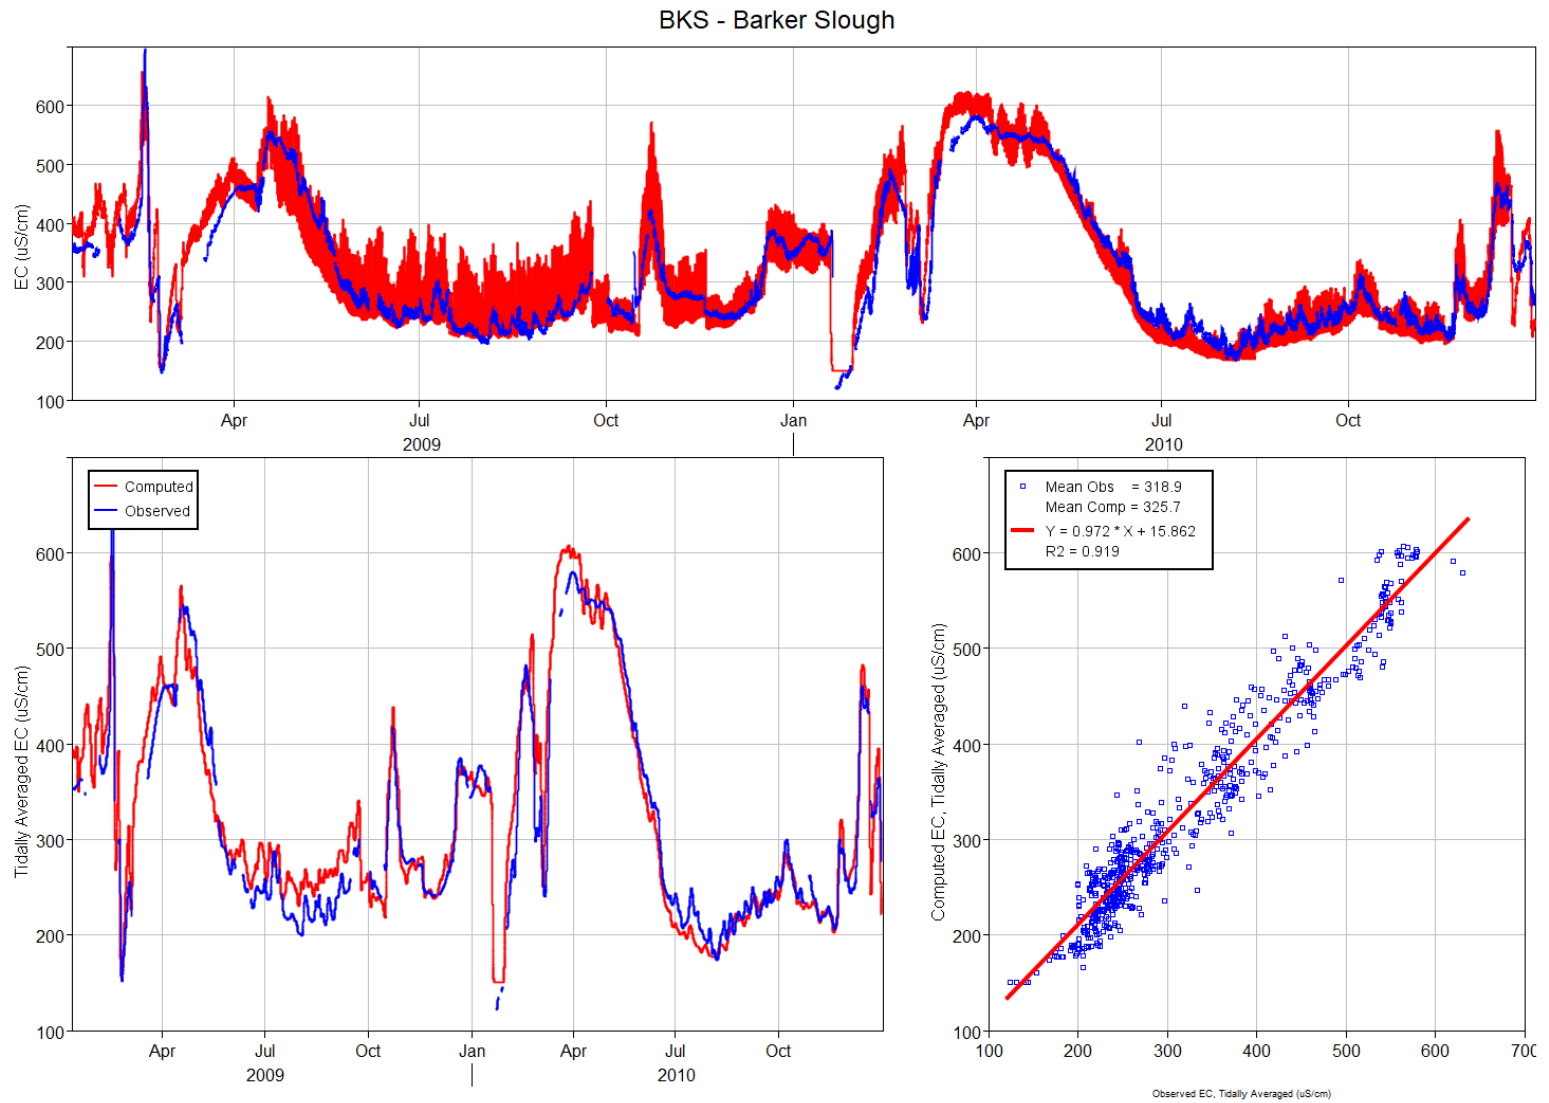 BKS - Barker Slough
EC (uS/cm)
600
500
400
300
200
100
Apr Jul Oct Jan Apr Jul Oct
2009 2010
Tidally Averaged EC (uS/cm)
Computed
Observed
600
500
400
300
200
100
Apr Jul Oct Jan Apr Jul Oct
2009 2010
Computed EC, Tidally Averaged (uS/cm)
Mean Obs = 318.9
Mean Comp = 325.7
Y = 0.972 * X + 15.862
R2 = 0.919
600
500
400
300
200
100
100 200 300 400 500 600 70
Observed EC, Tidally Averaged (uS/cm)